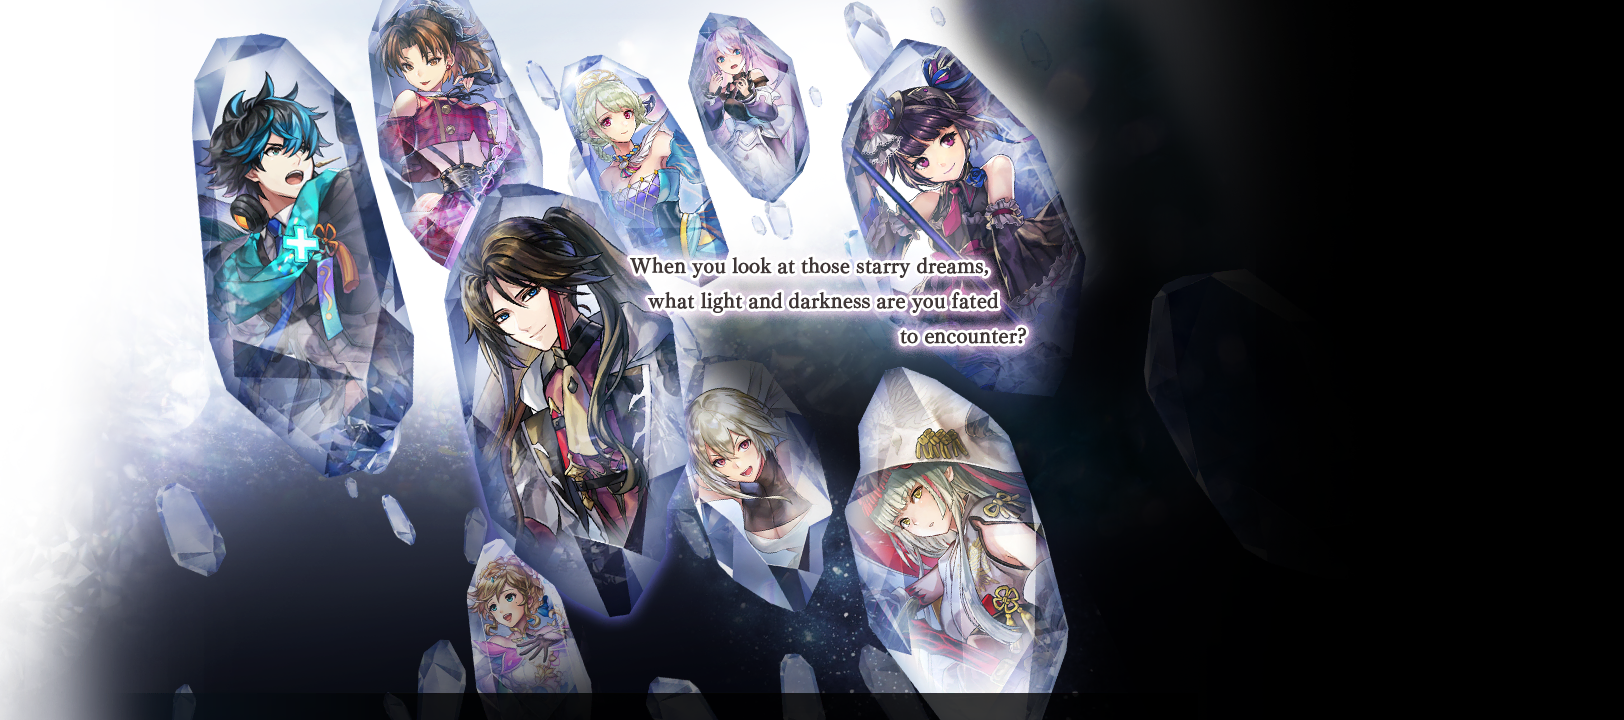 When you look at those starry dreams,
what light and darkness are you fated
to encounter?